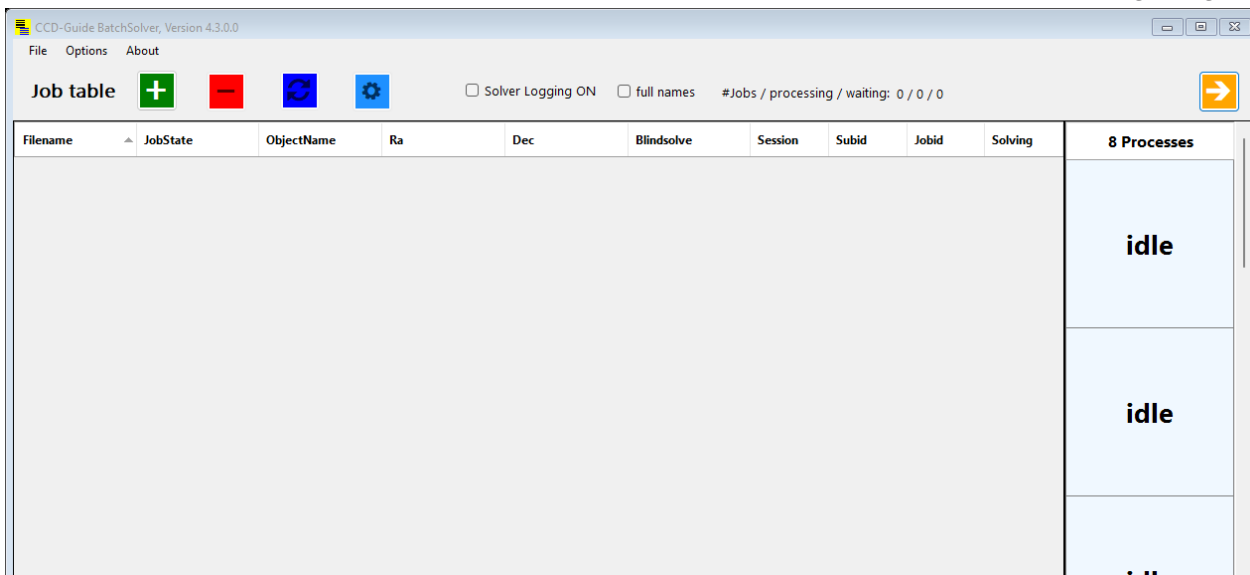 CCD-Guide BatchSolver, Version 4.3.0.0
File Options About
Job table Solver Logging ON full names #Jobs / processing / waiting: 0 / 0 / 0
Filename JobState ObjectName Ra Dec Blindsolve Session Subid Jobid Solving 8 Processes
idle
idle